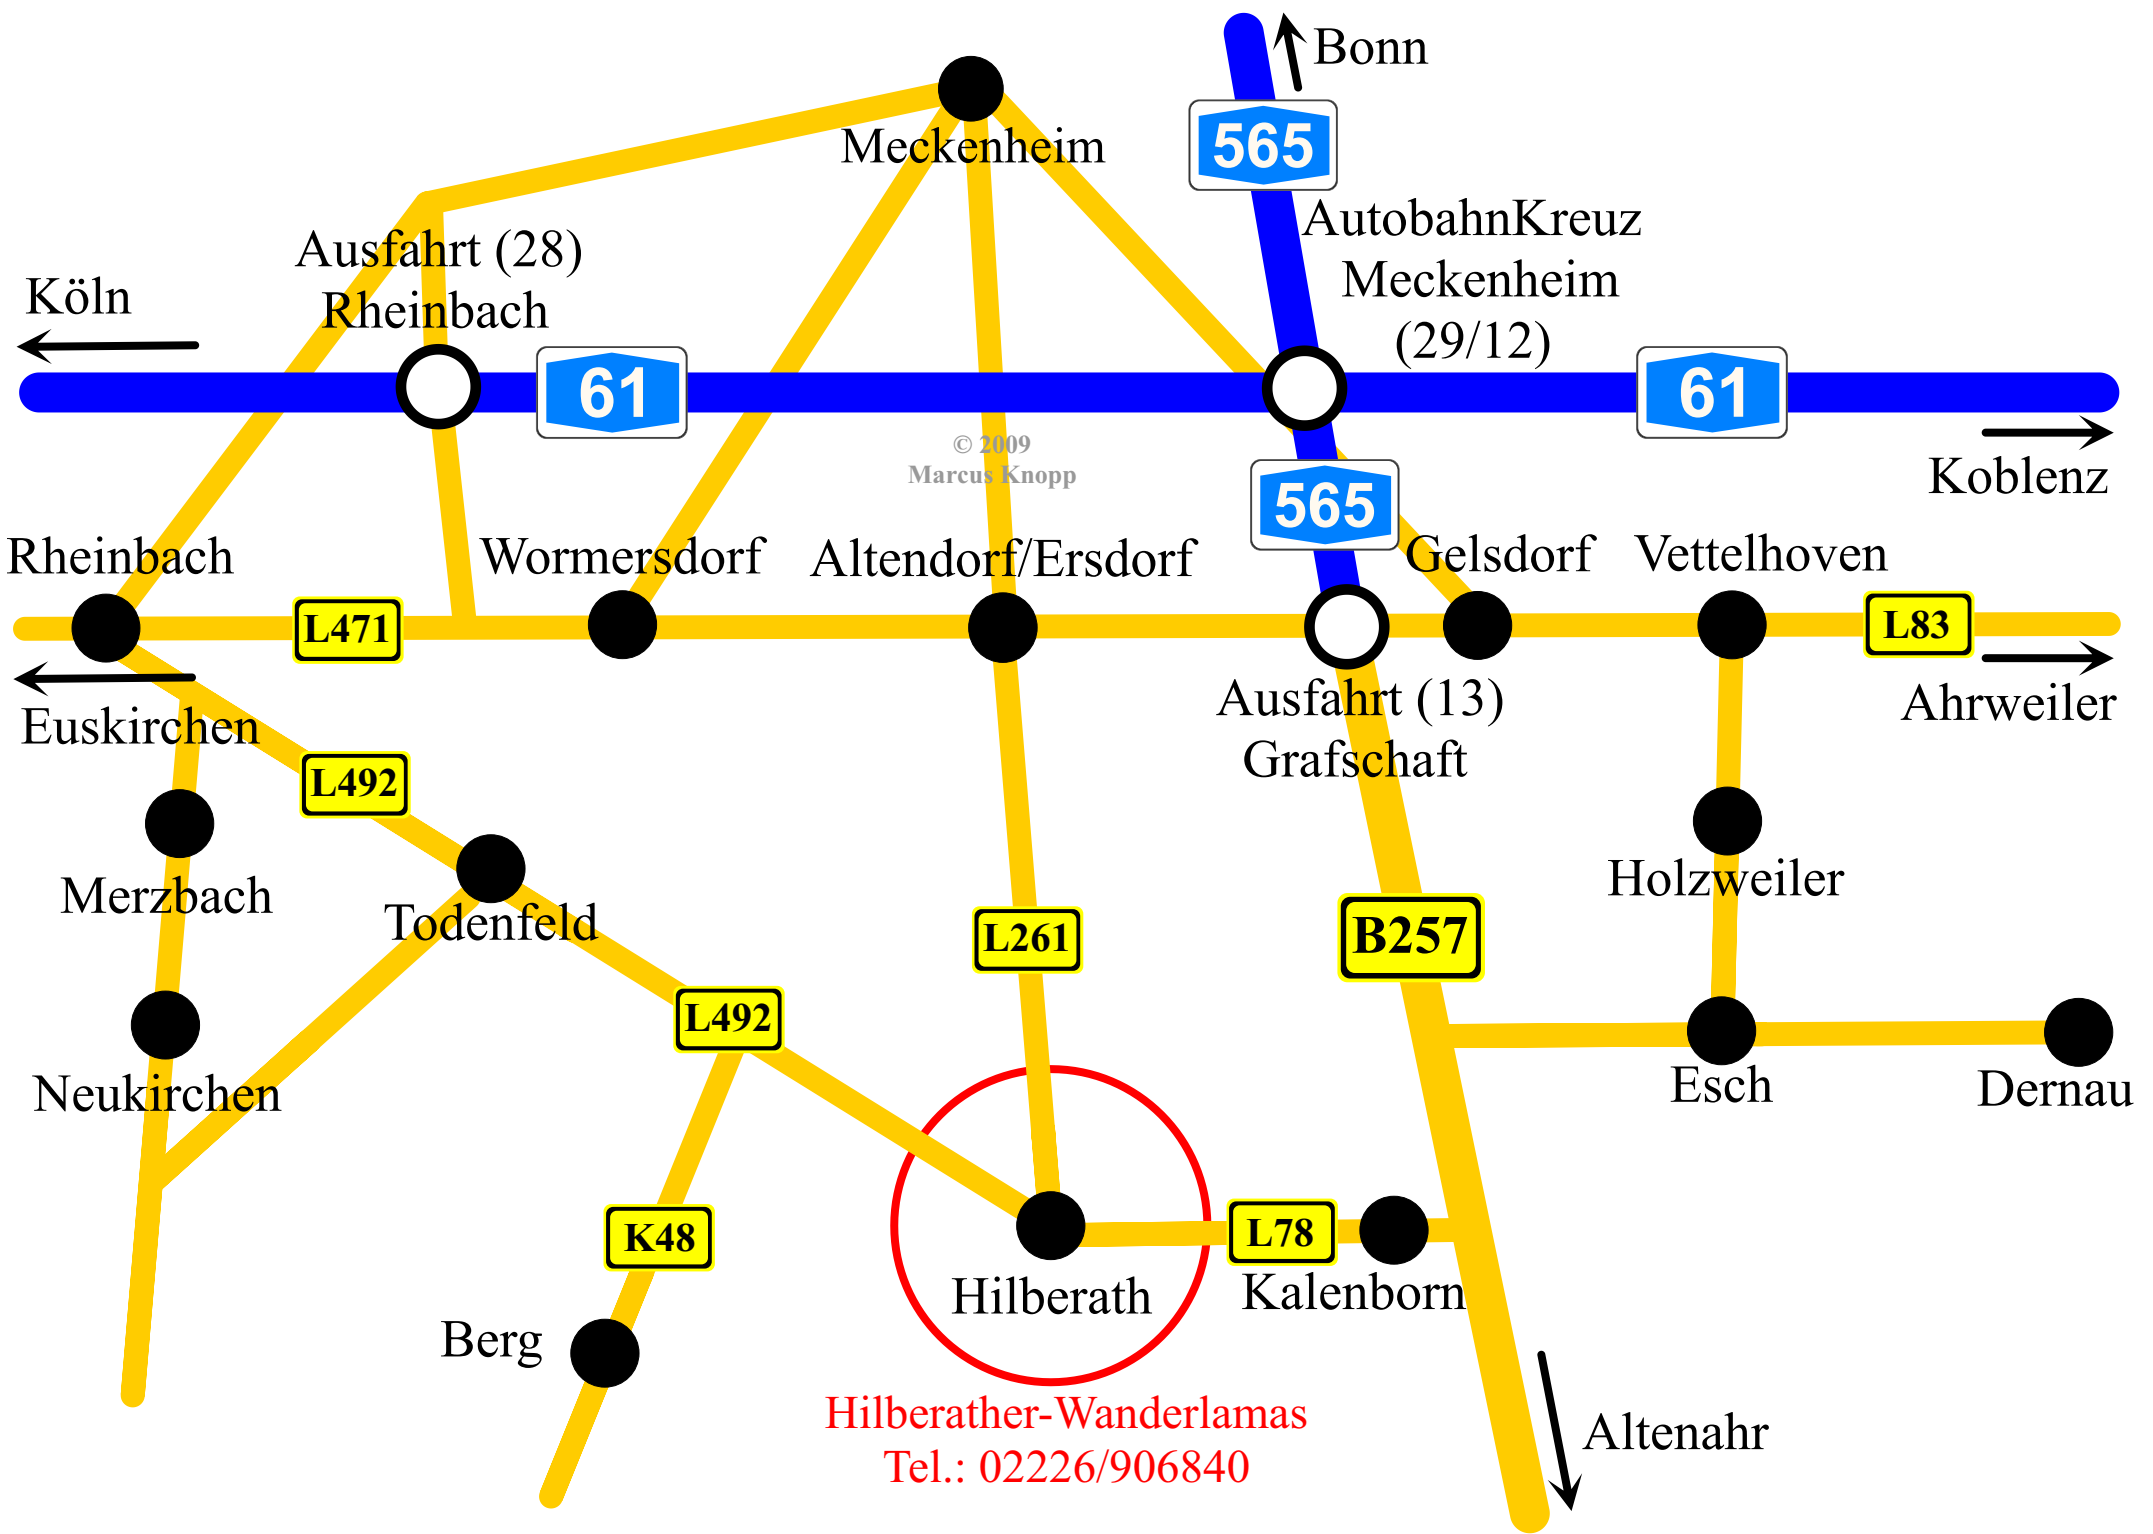 Bonn
565
Meckenheim
AutobahnKreuz
Meckenheim
(29/12)
Ausfahrt (28)
Rheinbach
Köln
61
61
© 2009
Marcus Knopp
Koblenz
565
Rheinbach
Wormersdorf
Altendorf/Ersdorf
Gelsdorf
Vettelhoven
L471
L83
Euskirchen
Ausfahrt (13)
Grafschaft
Ahrweiler
L492
Merzbach
Todenfeld
Holzweiler
L261
B257
L492
Neukirchen
Esch
Dernau
K48
L78
Hilberath
Kalenborn
Berg
Hilberather-Wanderlamas
Tel.: 02226/906840
Altenahr